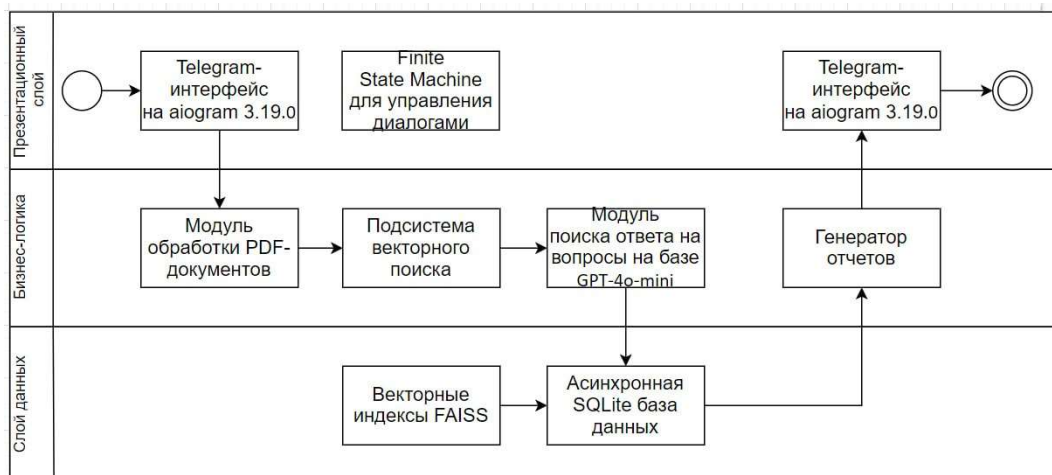 Презентационный
слой
Telegram-
интерфейс
на aiogram 3.19.0
Finite
State Machine
для управления
диалогами
Telegram-
интерфейс
на aiogram 3.19.0
Бизнес-логика
Модуль
обработки PDF-
документов
Подсистема
векторного
поиска
Модуль
поиска ответа на
вопросы на базе
GPT-4o-mini
Генератор
отчетов
Слой данных
Векторные
индексы FAISS
Асинхронная
SQLite база
данных